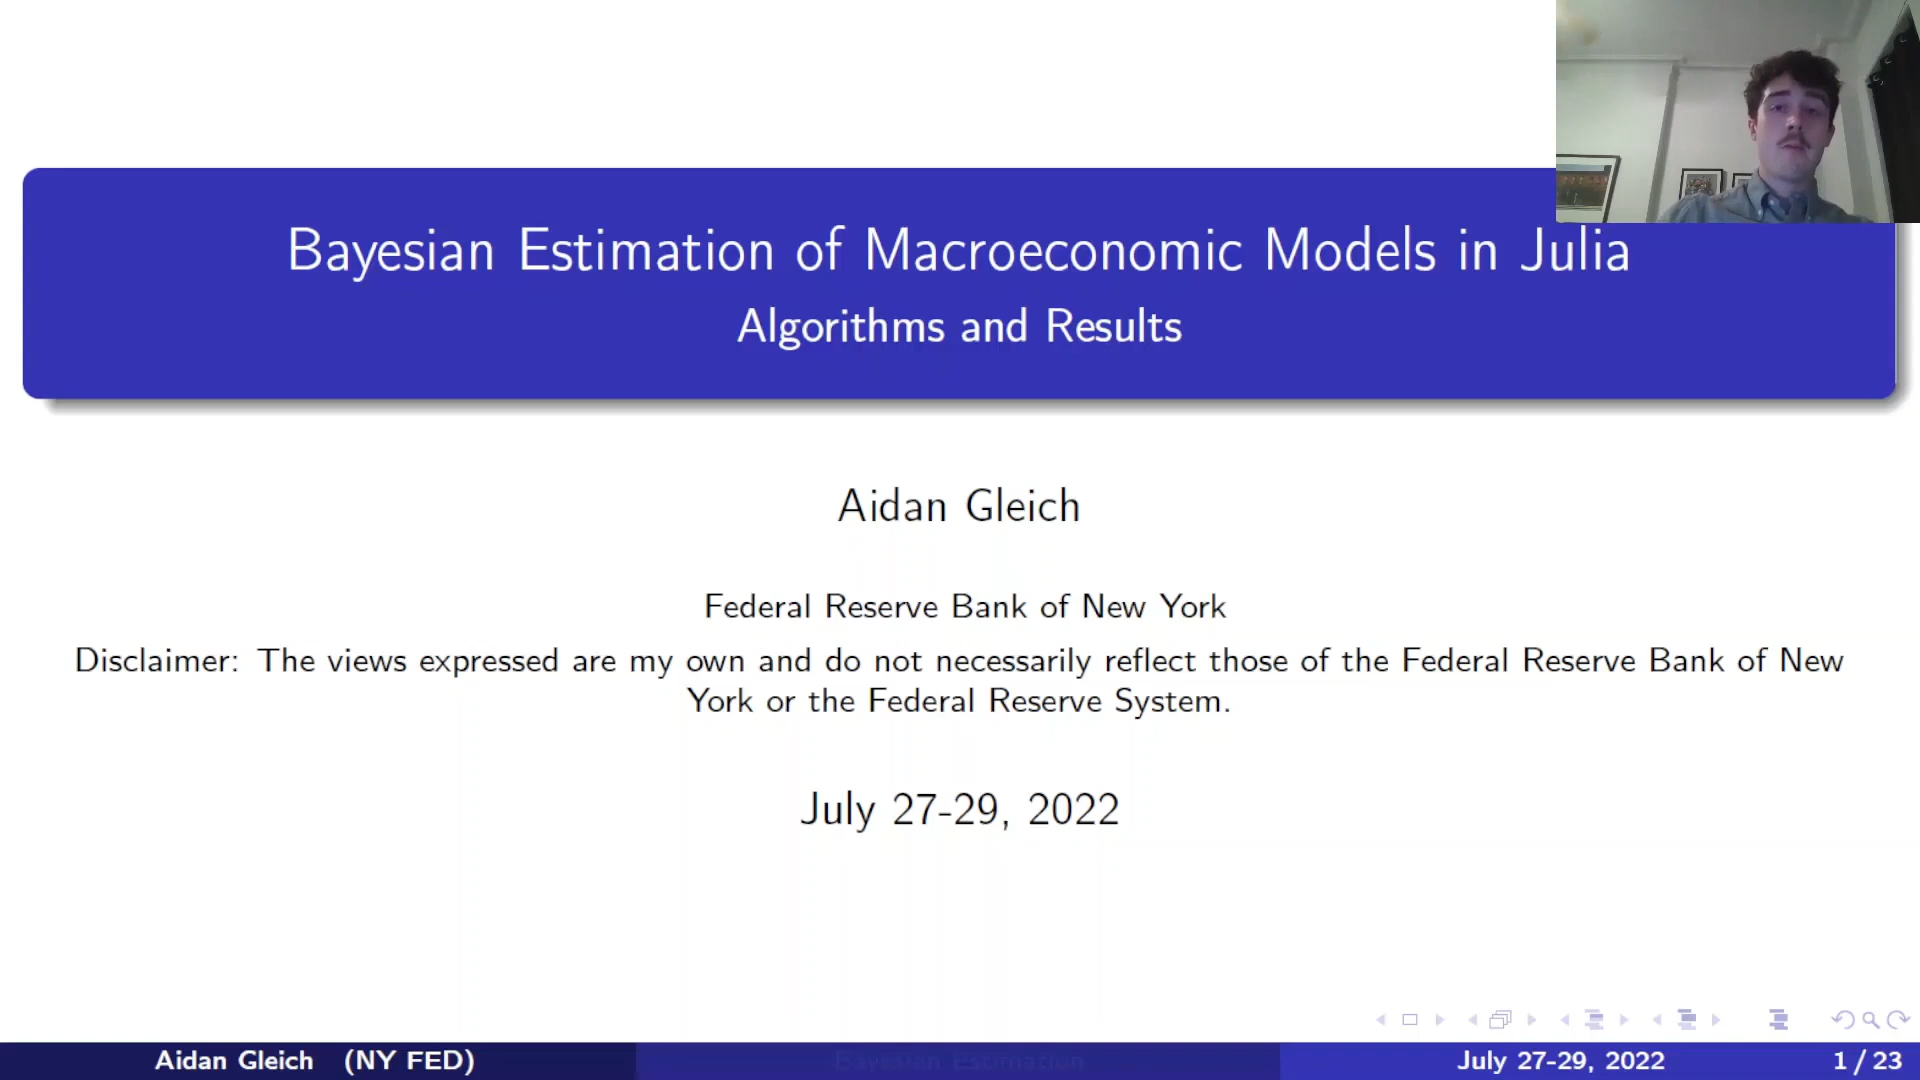 Bayesian Estimation of Macroeconomic Models in Julia
Algorithms and Results
Aidan Gleich
Federal Reserve Bank of New York
Disclaimer: The views expressed are my own and do not necessarily reflect those of the Federal Reserve Bank of New
York or the Federal Reserve System.
July 27-29, 2022
Aidan Gleich (NY FED) Bayesian Estimation July 27-29, 2022 1 / 23